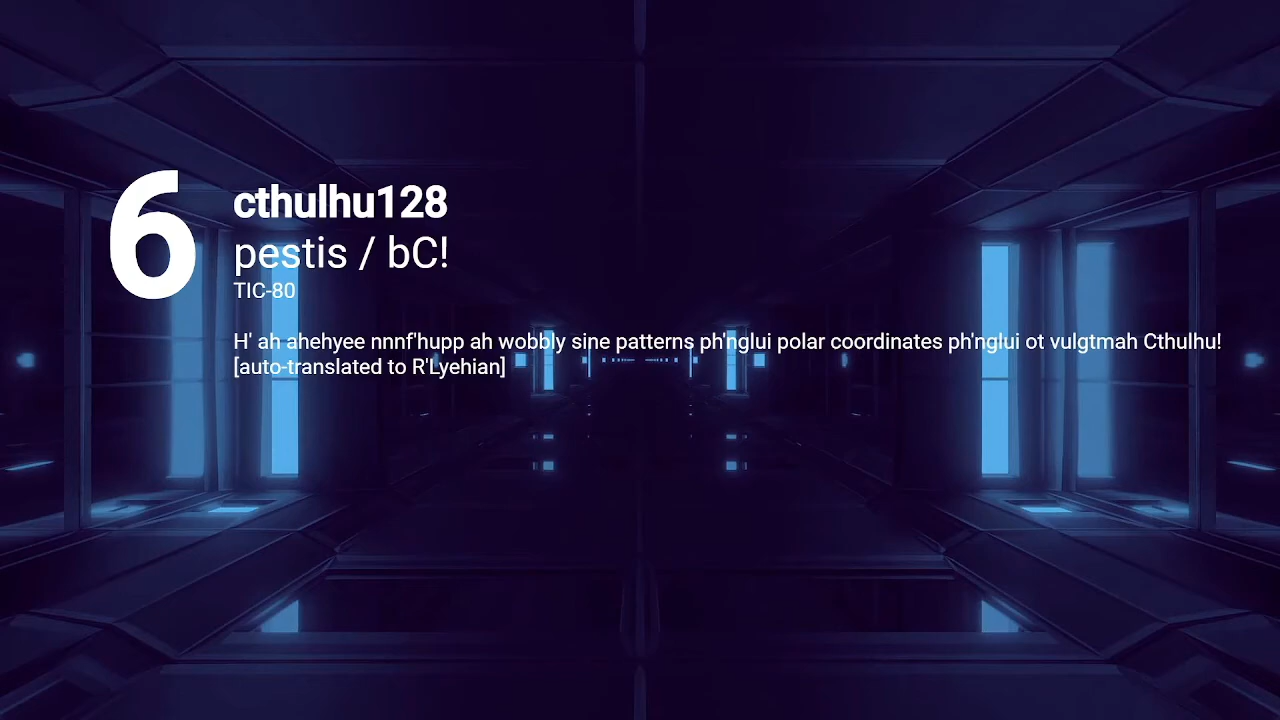 6
cthulhu128
pestis / bC!
TIC-80
H' ah ahehyee nnnf'hupp ah wobbly sine patterns ph'nglui polar coordinates ph'nglui ot vulgtmah Cthulhu!
[auto-translated to R'Lyehian]